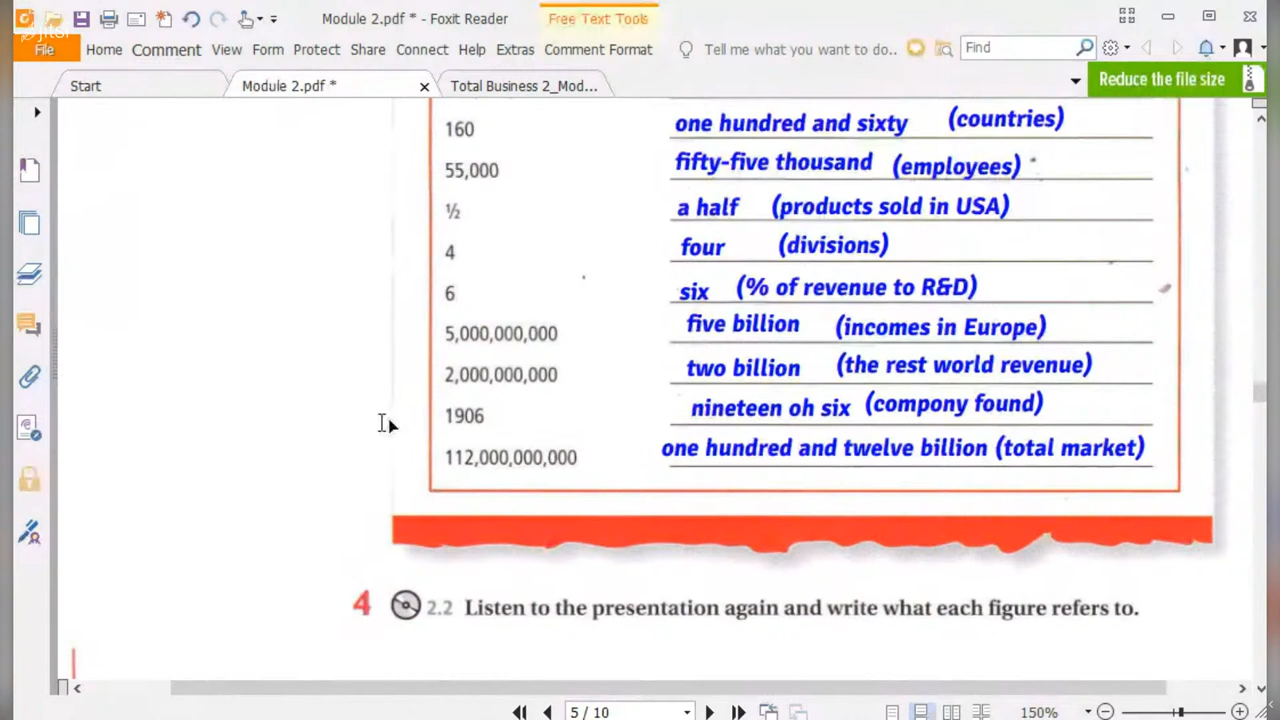 Module 2.pdf * - Foxit Reader
Free Text Tools
Jitsi
File Home Comment View Form Protect Share Connect Help Extras Comment Format Tell me what you want to do.. Find
Start Module 2.pdf * Total Business 2_Mod... Reduce the file size
160 one hundred and sixty (countries)
55,000 fifty-five thousand (employees)
½ a half (products sold in USA)
4 four (divisions)
6 six (% of revenue to R&D)
5,000,000,000 five billion (incomes in Europe)
2,000,000,000 two billion (the rest world revenue)
1906 nineteen oh six (compony found)
112,000,000,000 one hundred and twelve billion (total market)
4 2.2 Listen to the presentation again and write what each figure refers to.
5 / 10 150%